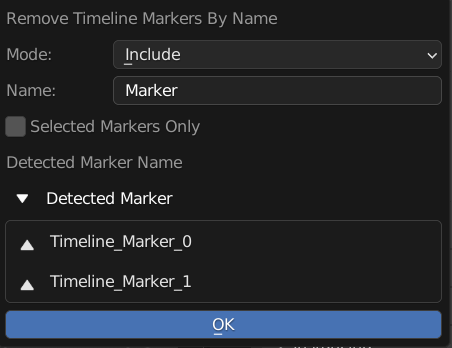 Remove Timeline Markers By Name
Mode: Include
Name: Marker
Selected Markers Only
Detected Marker Name
Detected Marker
Timeline_Marker_0
Timeline_Marker_1
OK